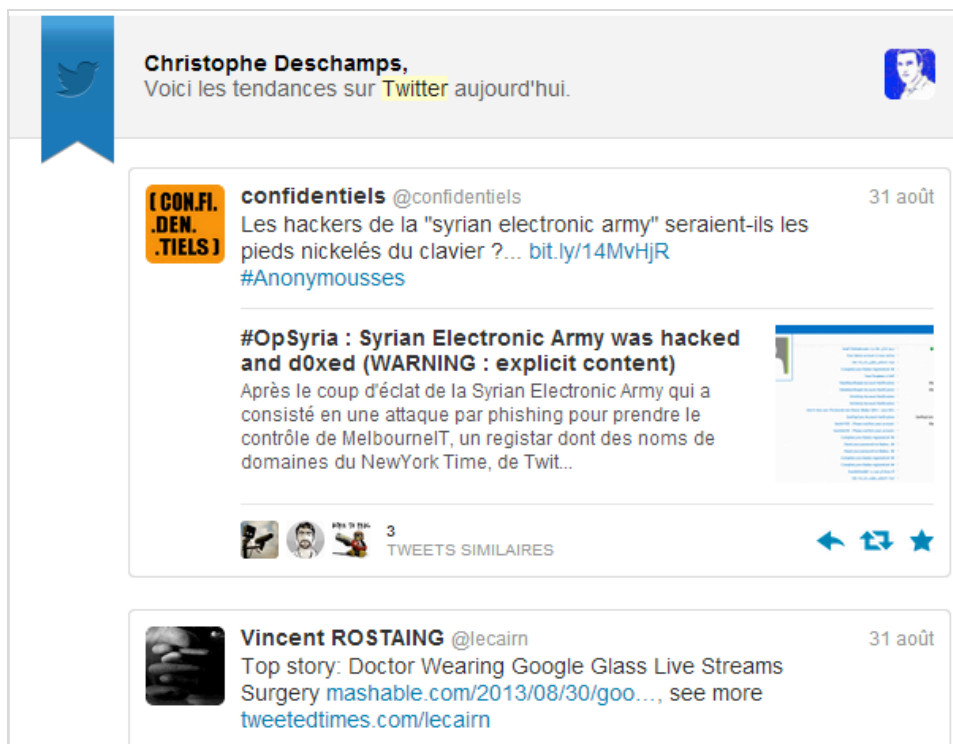 Christophe Deschamps,
Voici les tendances sur Twitter aujourd'hui.
( CON.FI.
.DEN.
.TIELS )
confidentiels @confidentiels 31 août
Les hackers de la "syrian electronic army" seraient-ils les
pieds nickelés du clavier ?... bit.ly/14MvHjR
#Anonymousses
#OpSyria : Syrian Electronic Army was hacked
and d0xed (WARNING : explicit content)
Après le coup d'éclat de la Syrian Electronic Army qui a
consisté en une attaque par phishing pour prendre le
contrôle de MelbourneIT, un registar dont des noms de
domaines du NewYork Time, de Twit...
3
TWEETS SIMILAIRES
Vincent ROSTAING @lecairn 31 août
Top story: Doctor Wearing Google Glass Live Streams
Surgery mashable.com/2013/08/30/goo…, see more
tweetedtimes.com/lecairn